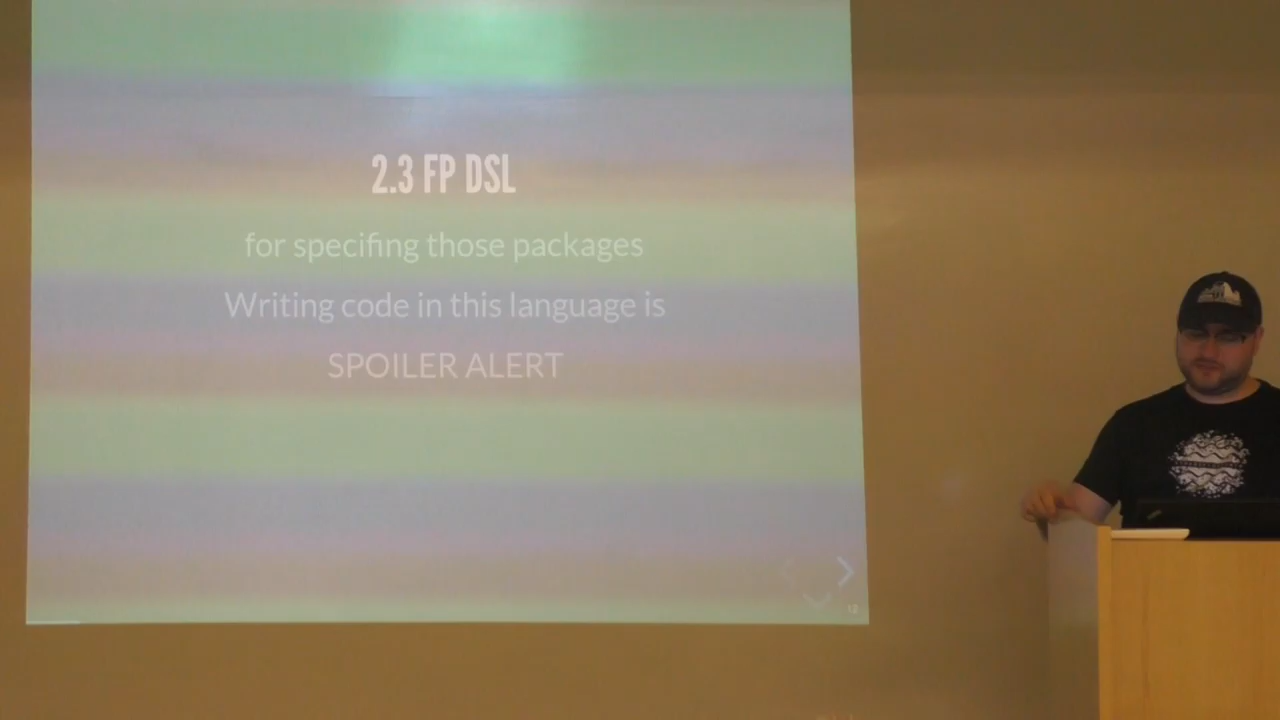 2.3 FP DSL
for specifing those packages
Writing code in this language is
SPOILER ALERT